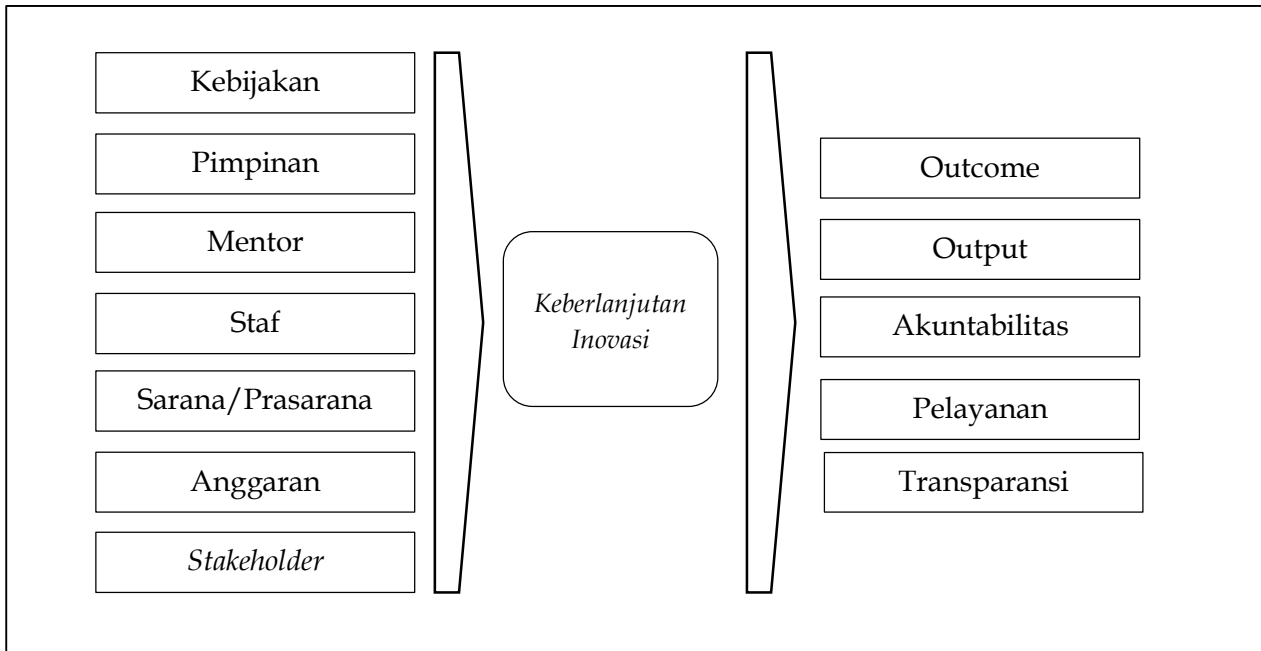 Kebijakan
Pimpinan
Mentor
Staf
Sarana/Prasarana
Anggaran
Stakeholder
Keberlanjutan
Inovasi
Outcome
Output
Akuntabilitas
Pelayanan
Transparansi